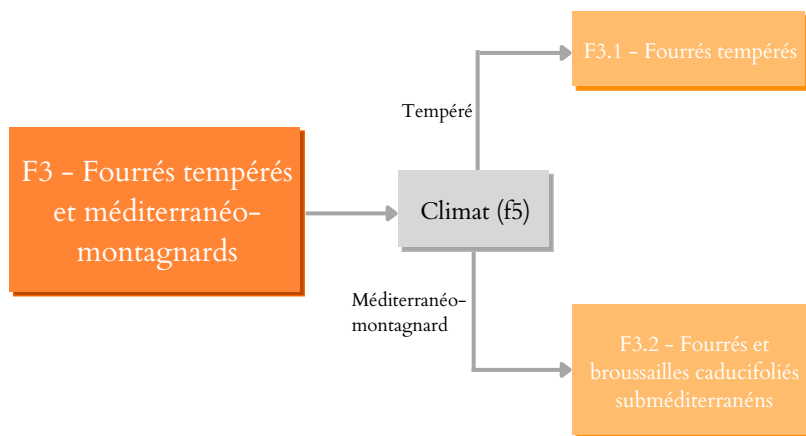 F3.1 - Fourrés tempérés
Tempéré
F3 - Fourrés tempérés
et méditerranéo-
montagnards
Climat (f5)
Méditerranéo-
montagnard
F3.2 - Fourrés et
broussailles caducifoliés
subméditerranéns